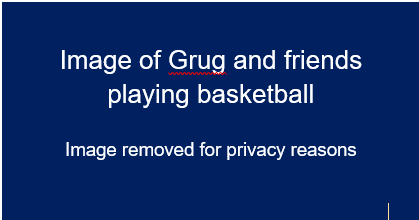 Image of Grug and friends
playing basketball
Image removed for privacy reasons